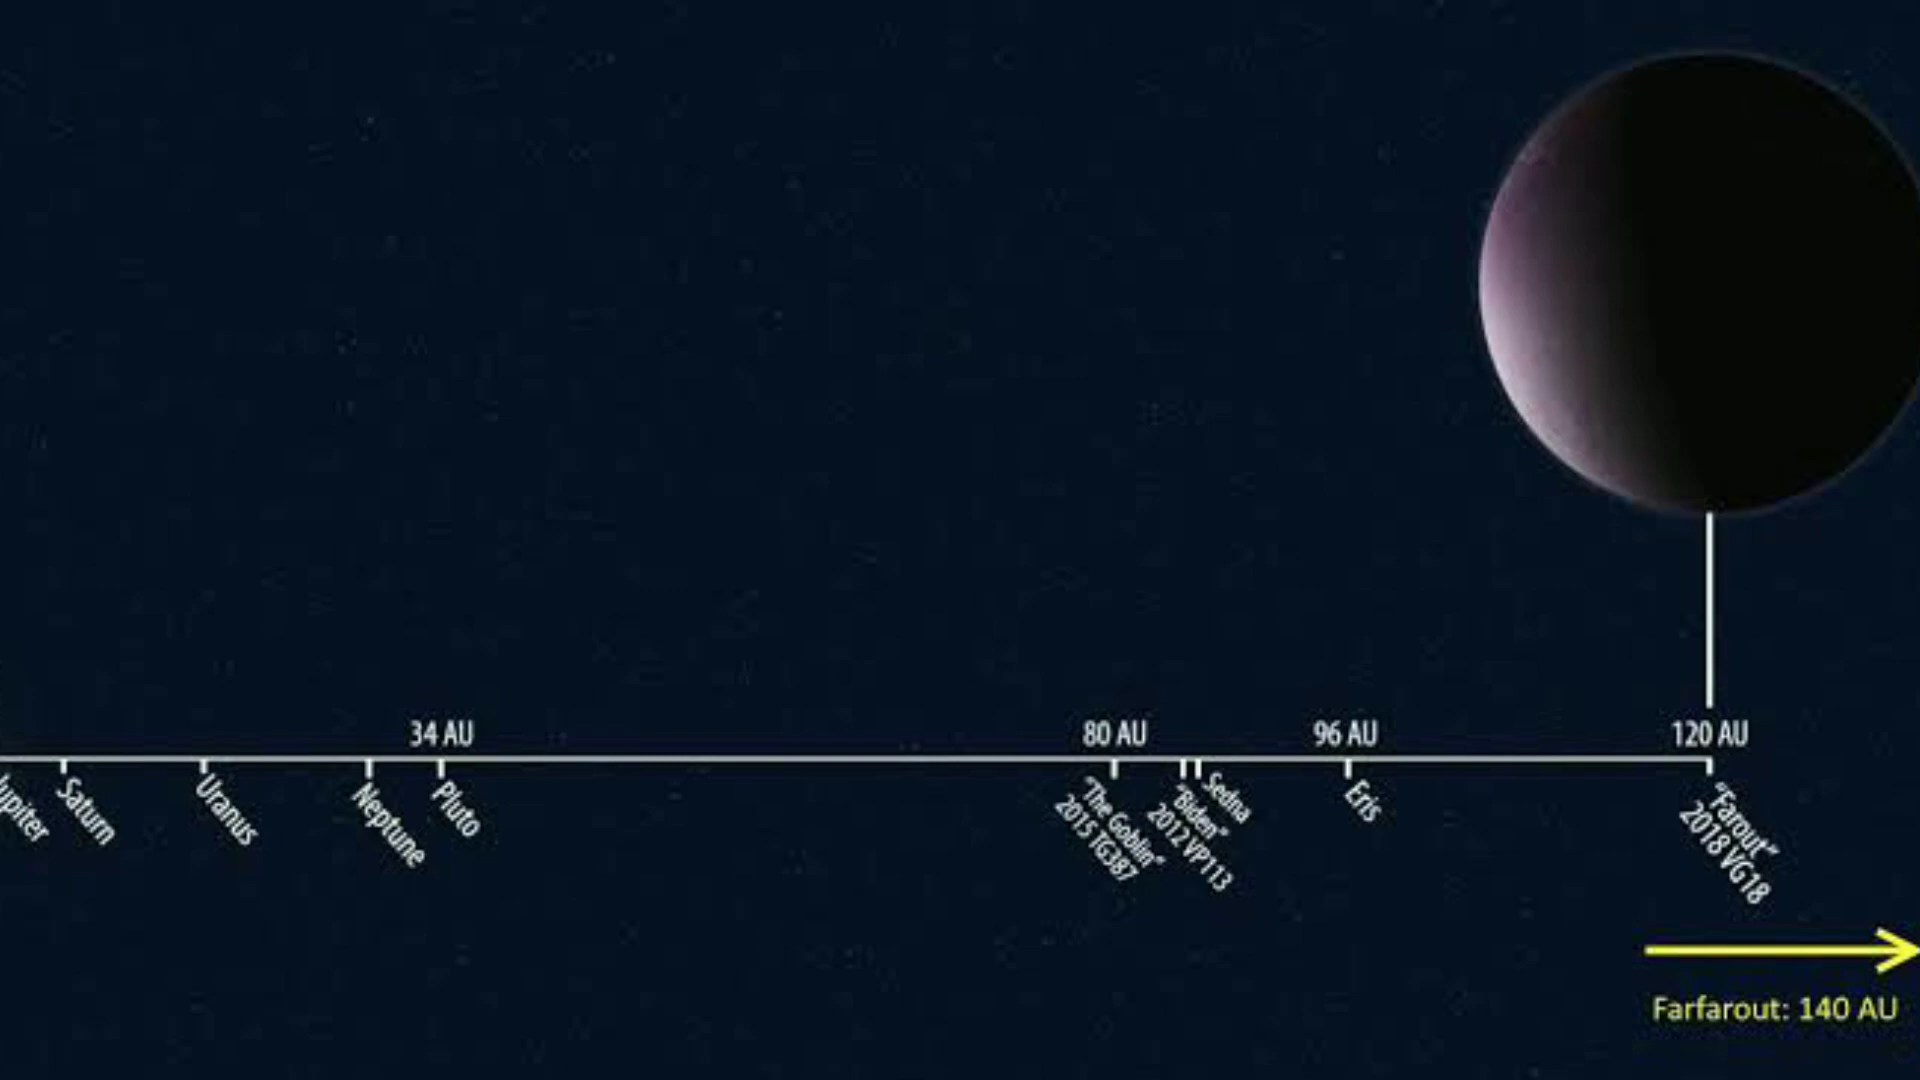 34 AU
80 AU
96 AU
120 AU
Jupiter
Saturn
Uranus
Neptune
Pluto
"The Goblin"
2015 TG387
"Biden"
2012 VP113
Sedna
Eris
"Farout"
2018 VG18
Farfarout: 140 AU